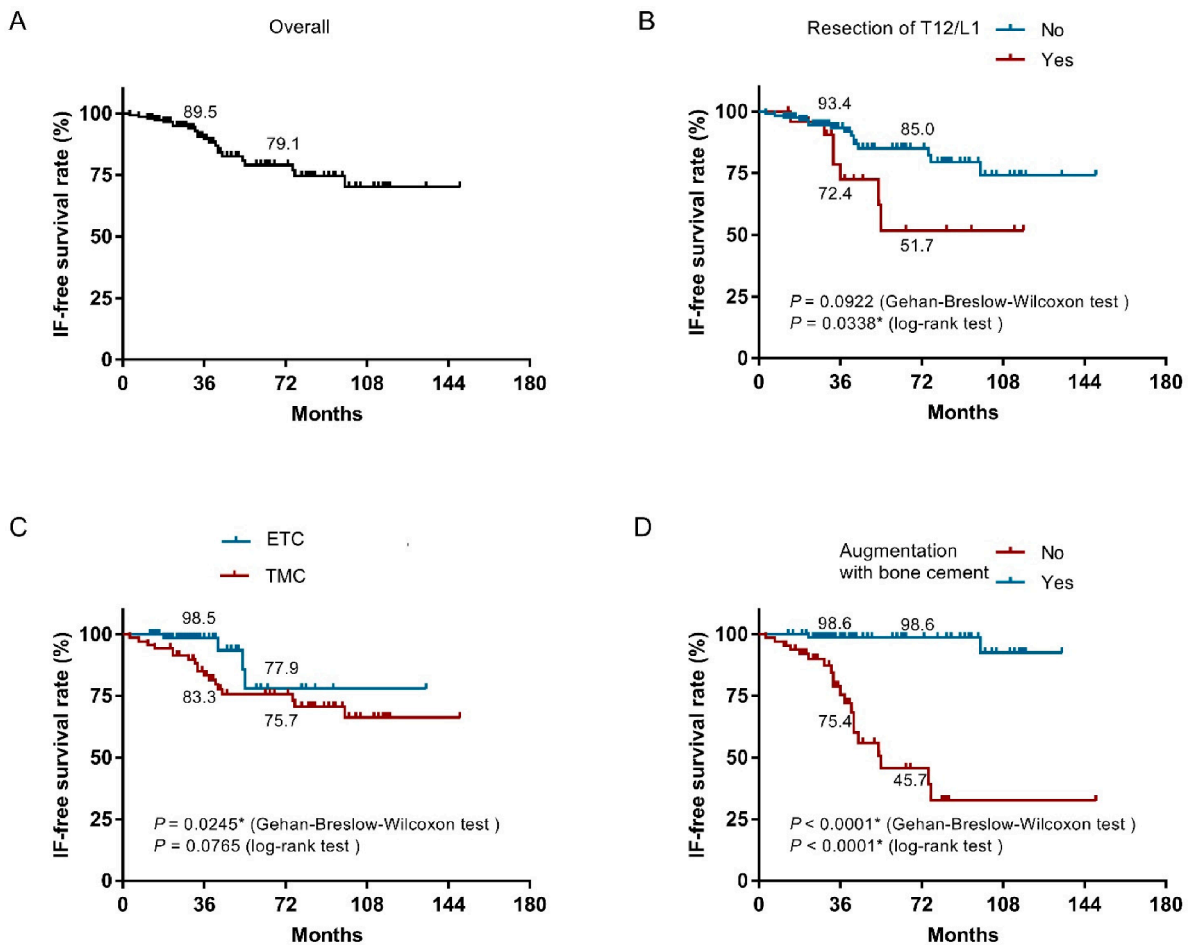 A
Overall
IF-free survival rate (%)
100
75
50
25
0
89.5
79.1
0 36 72 108 144 180
Months
B
Resection of T12/L1
No
Yes
IF-free survival rate (%)
100
75
50
25
0
93.4
85.0
72.4
51.7
P = 0.0922 (Gehan-Breslow-Wilcoxon test )
P = 0.0338* (log-rank test )
0 36 72 108 144 180
Months
C
ETC
TMC
IF-free survival rate (%)
100
75
50
25
0
98.5
77.9
83.3
75.7
P = 0.0245* (Gehan-Breslow-Wilcoxon test )
P = 0.0765 (log-rank test )
0 36 72 108 144 180
Months
D
Augmentation
with bone cement
No
Yes
IF-free survival rate (%)
100
75
50
25
0
98.6
98.6
75.4
45.7
P < 0.0001* (Gehan-Breslow-Wilcoxon test )
P < 0.0001* (log-rank test )
0 36 72 108 144 180
Months